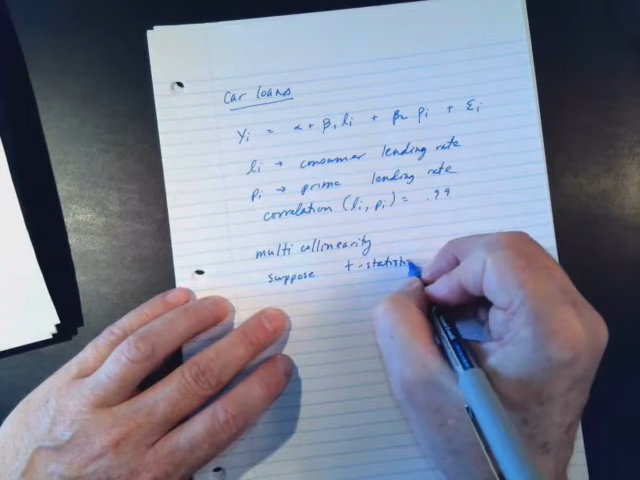 car loans
Yi = α + β1 li + β2 pi + εi
li → consumer lending rate
pi → prime lending rate
correlation (li, pi) = .99
multi collinearity
suppose t-statisti